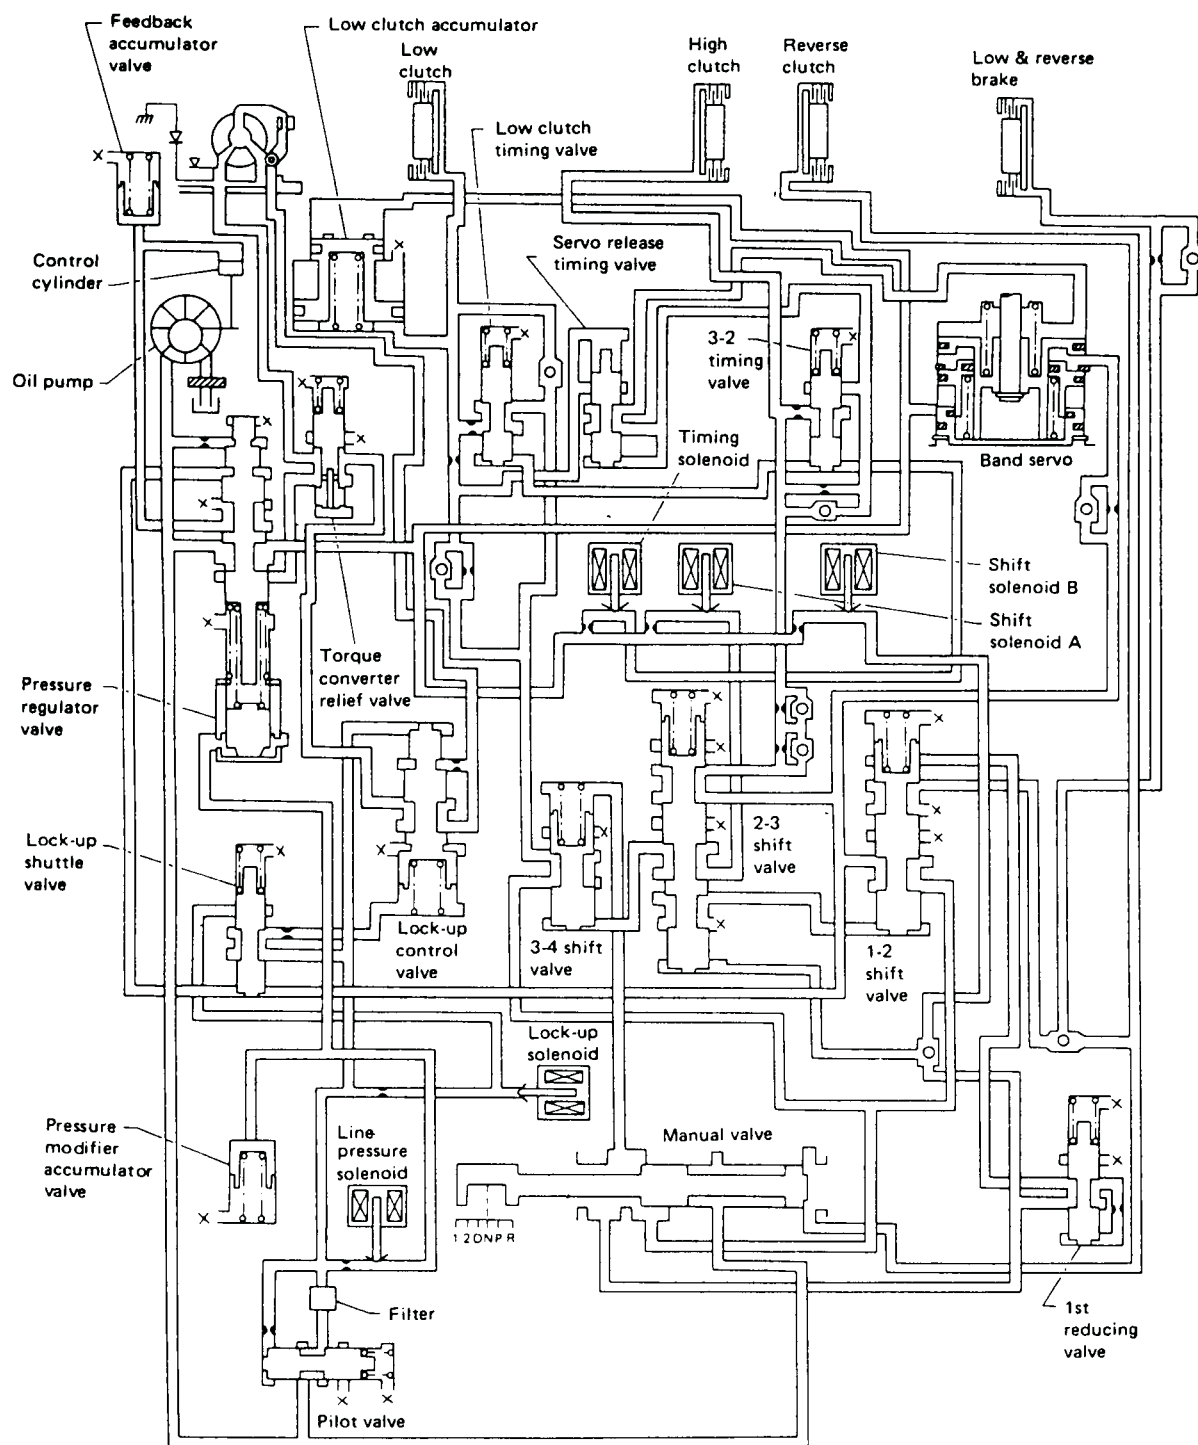 Feedback
accumulator
valve
Low clutch accumulator
Low
clutch
High
clutch
Reverse
clutch
Low & reverse
brake
Low clutch
timing valve
Servo release
timing valve
Control
cylinder
3-2
timing
valve
Oil pump
Timing
solenoid
Band servo
Shift
solenoid B
Shift
solenoid A
Torque
converter
relief valve
Pressure
regulator
valve
2-3
shift
valve
Lock-up
shuttle
valve
Lock-up
control
valve
3-4 shift
valve
1-2
shift
valve
Lock-up
solenoid
Pressure
modifier
accumulator
valve
Line
pressure
solenoid
Manual valve
1 2 D N P R
Filter
1st
reducing
valve
Pilot valve